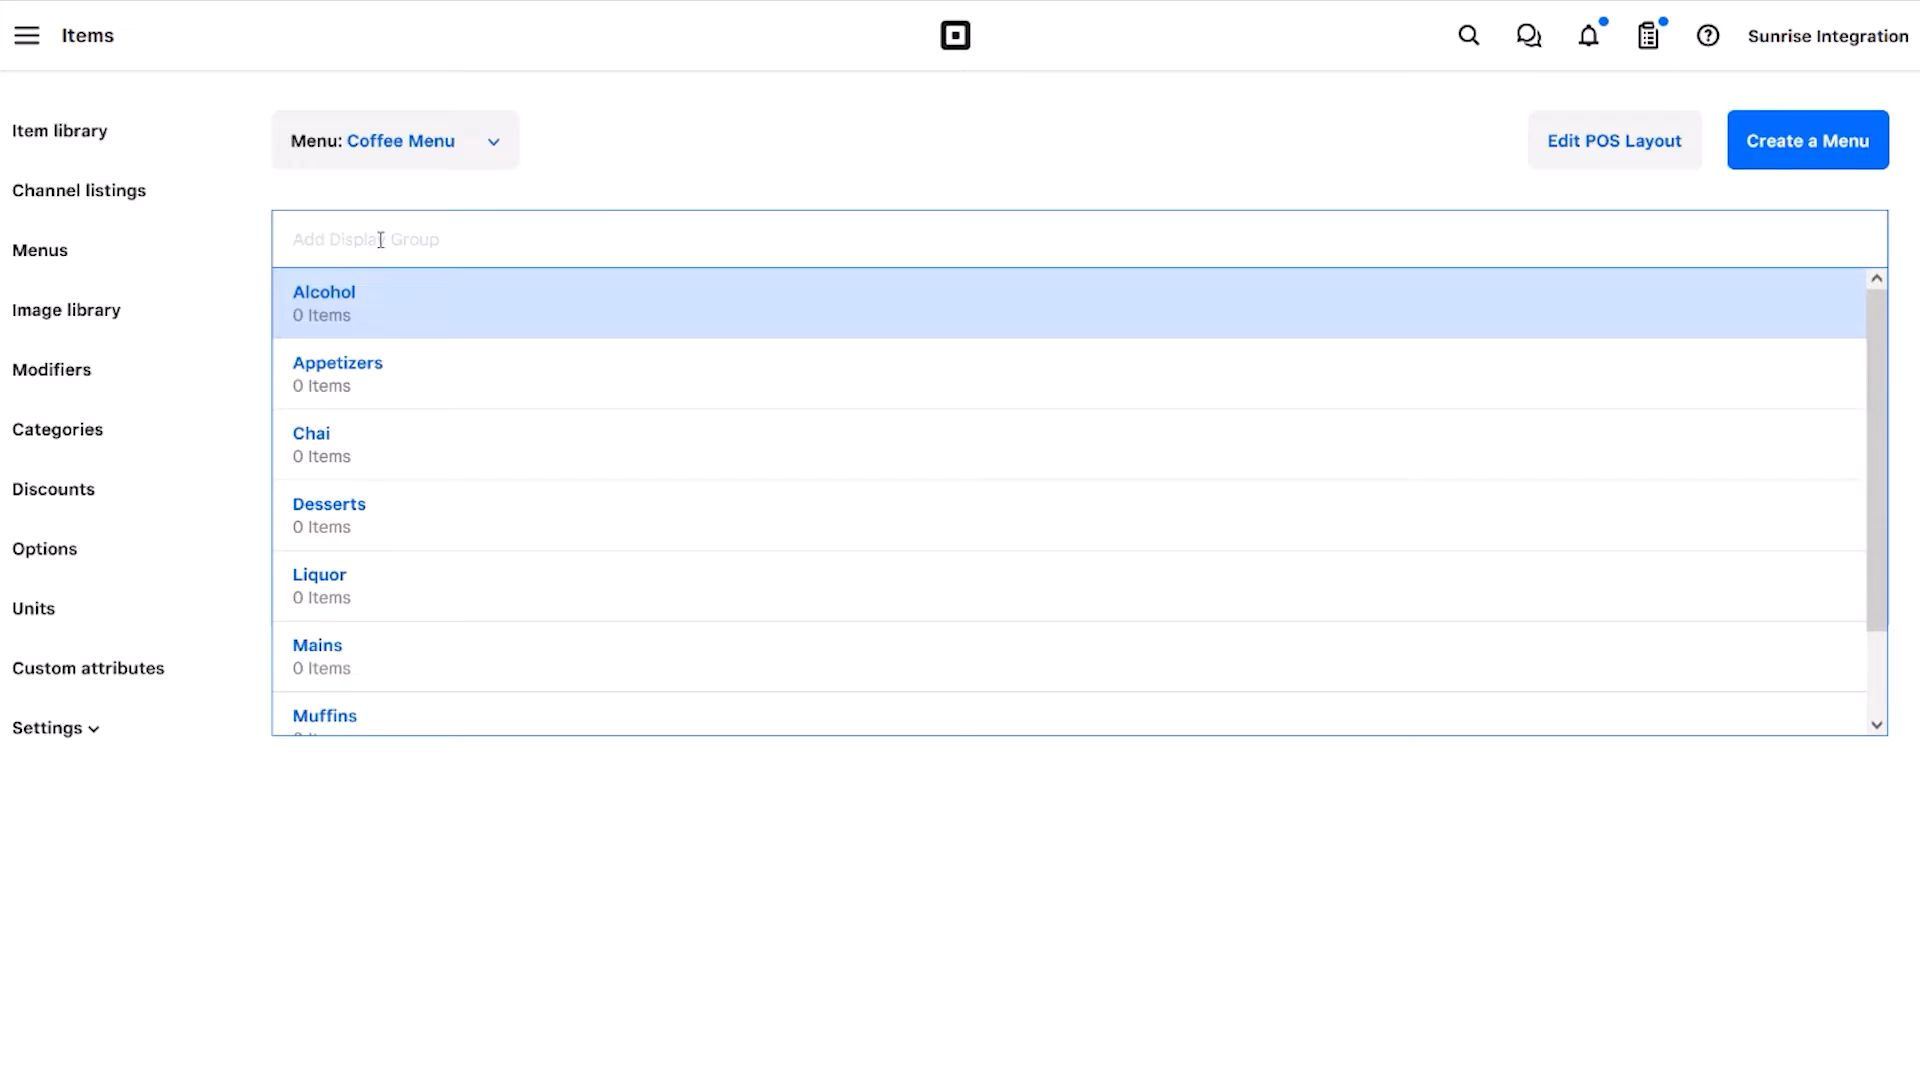 Items
Sunrise Integration
Item library
Channel listings
Menus
Image library
Modifiers
Categories
Discounts
Options
Units
Custom attributes
Settings
Menu: Coffee Menu
Edit POS Layout
Create a Menu
Add Display Group
Alcohol
0 Items
Appetizers
0 Items
Chai
0 Items
Desserts
0 Items
Liquor
0 Items
Mains
0 Items
Muffins